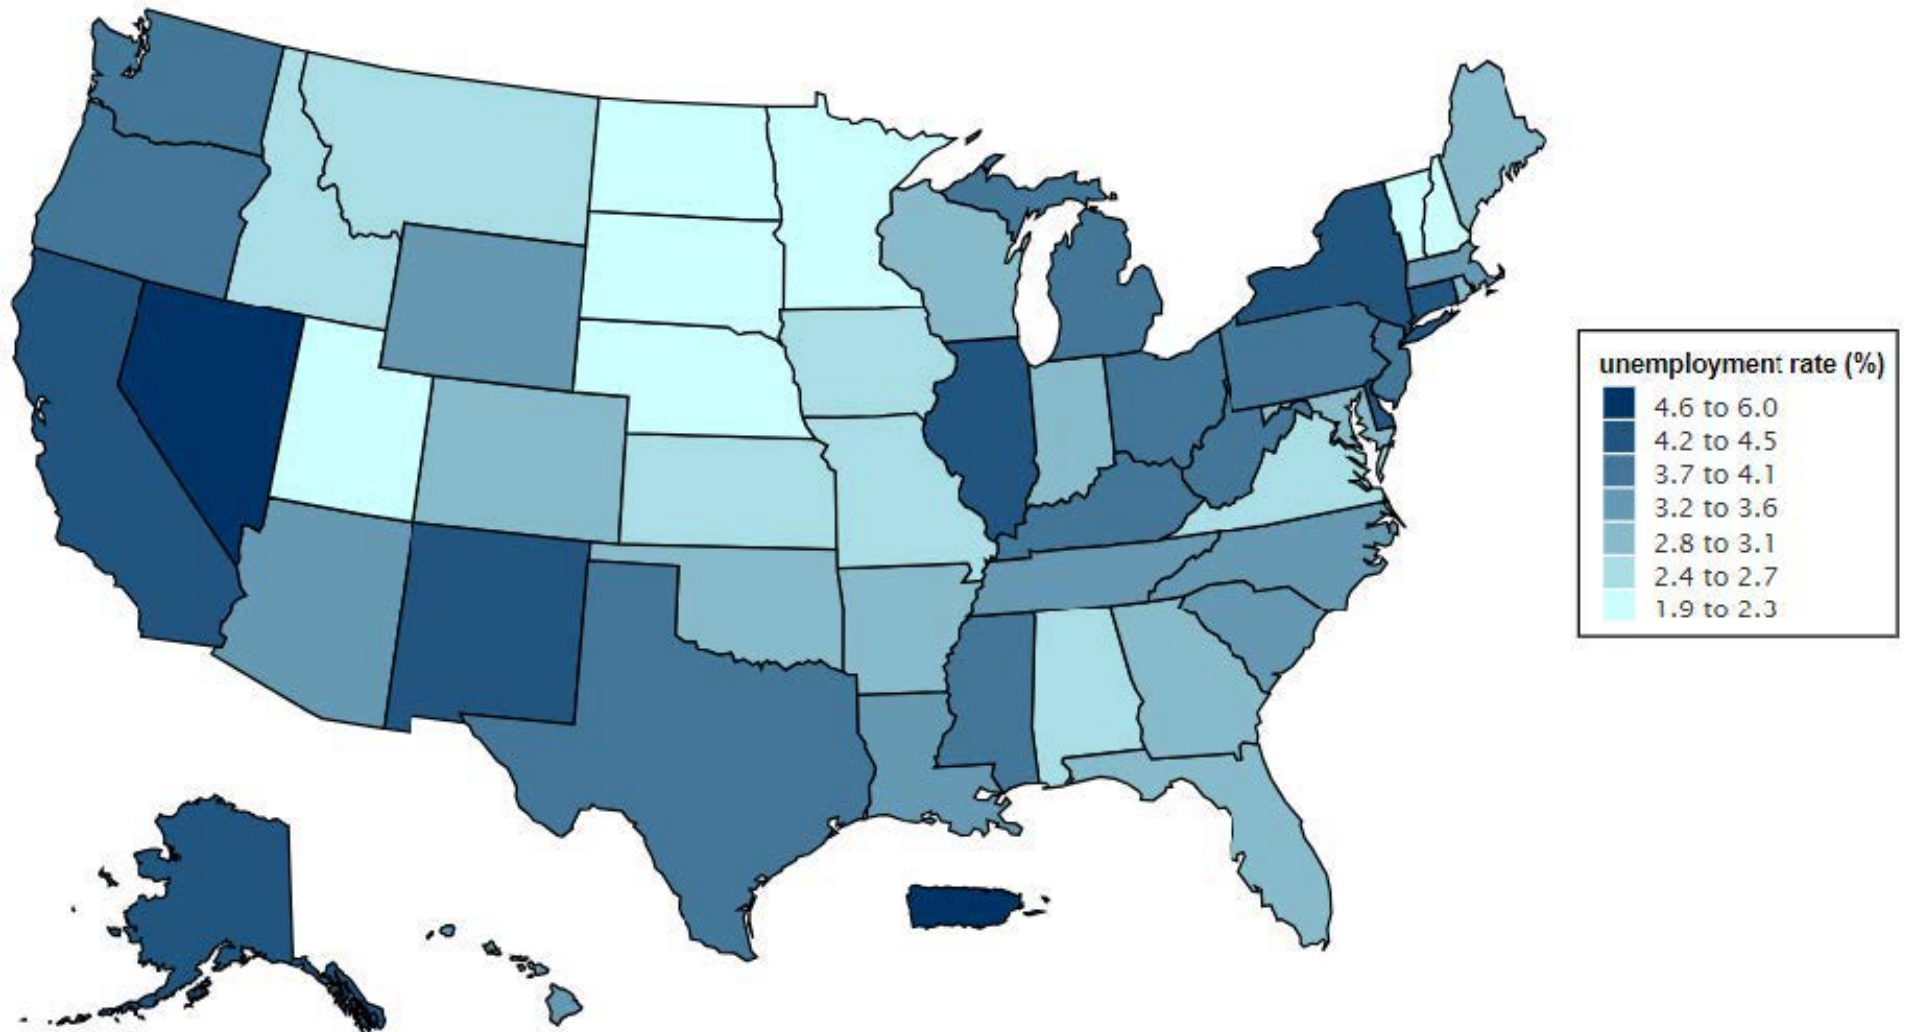 unemployment rate (%)
4.6 to 6.0
4.2 to 4.5
3.7 to 4.1
3.2 to 3.6
2.8 to 3.1
2.4 to 2.7
1.9 to 2.3